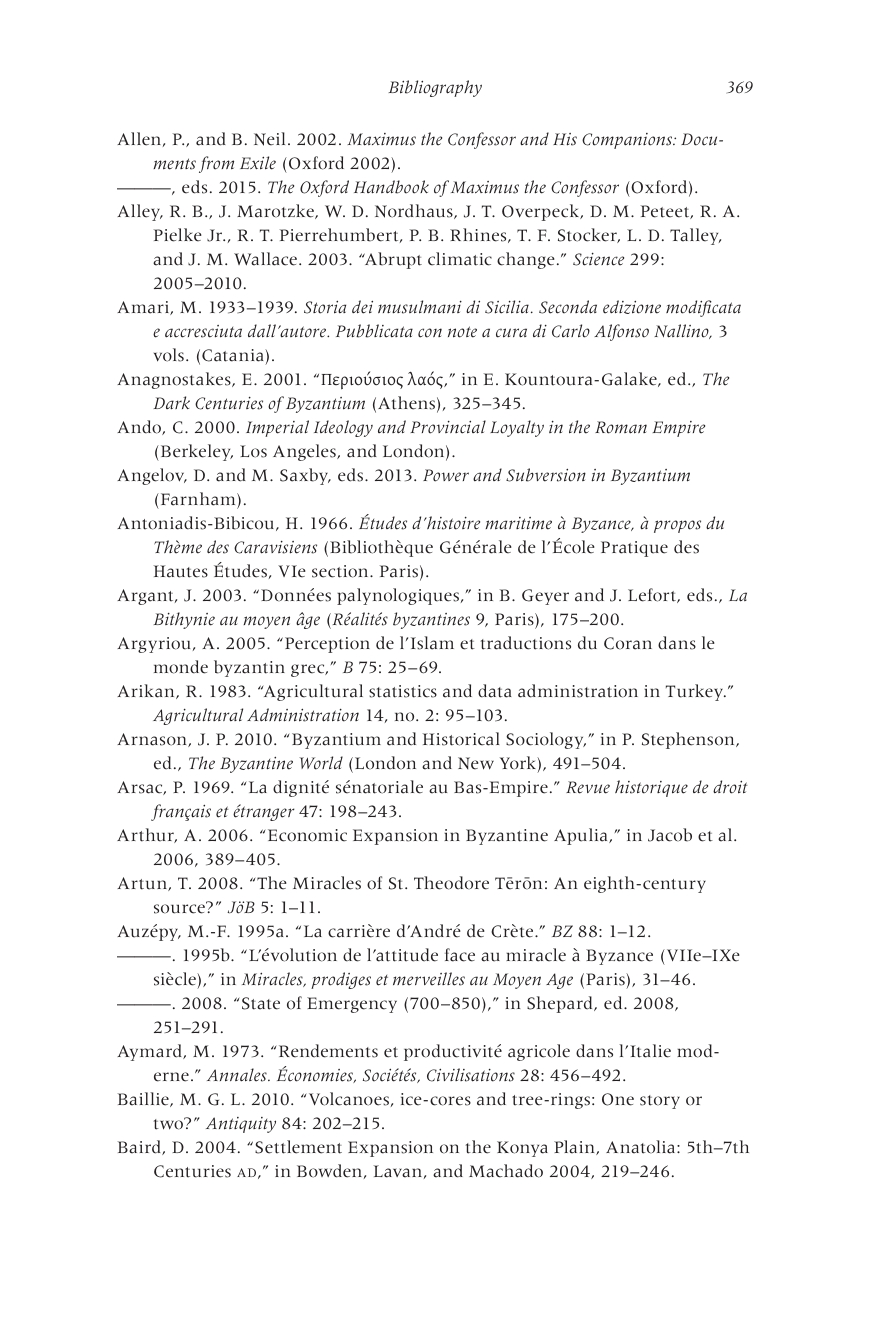 Bibliography 369
Allen, P., and B. Neil. 2002. Maximus the Confessor and His Companions: Docu-
ments from Exile (Oxford 2002).
———, eds. 2015. The Oxford Handbook of Maximus the Confessor (Oxford).
Alley, R. B., J. Marotzke, W. D. Nordhaus, J. T. Overpeck, D. M. Peteet, R. A.
Pielke Jr., R. T. Pierrehumbert, P. B. Rhines, T. F. Stocker, L. D. Talley,
and J. M. Wallace. 2003. “Abrupt climatic change.” Science 299:
2005–2010.
Amari, M. 1933–1939. Storia dei musulmani di Sicilia. Seconda edizione modificata
e accresciuta dall’autore. Pubblicata con note a cura di Carlo Alfonso Nallino, 3
vols. (Catania).
Anagnostakes, E. 2001. “Περιούσιος λαός,” in E. Kountoura-Galake, ed., The
Dark Centuries of Byzantium (Athens), 325–345.
Ando, C. 2000. Imperial Ideology and Provincial Loyalty in the Roman Empire
(Berkeley, Los Angeles, and London).
Angelov, D. and M. Saxby, eds. 2013. Power and Subversion in Byzantium
(Farnham).
Antoniadis-Bibicou, H. 1966. Études d’histoire maritime à Byzance, à propos du
Thème des Caravisiens (Bibliothèque Générale de l’École Pratique des
Hautes Études, VIe section. Paris).
Argant, J. 2003. “Données palynologiques,” in B. Geyer and J. Lefort, eds., La
Bithynie au moyen âge (Réalités byzantines 9, Paris), 175–200.
Argyriou, A. 2005. “Perception de l’Islam et traductions du Coran dans le
monde byzantin grec,” B 75: 25–69.
Arikan, R. 1983. “Agricultural statistics and data administration in Turkey.”
Agricultural Administration 14, no. 2: 95–103.
Arnason, J. P. 2010. “Byzantium and Historical Sociology,” in P. Stephenson,
ed., The Byzantine World (London and New York), 491–504.
Arsac, P. 1969. “La dignité sénatoriale au Bas-Empire.” Revue historique de droit
français et étranger 47: 198–243.
Arthur, A. 2006. “Economic Expansion in Byzantine Apulia,” in Jacob et al.
2006, 389–405.
Artun, T. 2008. “The Miracles of St. Theodore Tērōn: An eighth-century
source?” JöB 5: 1–11.
Auzépy, M.-F. 1995a. “La carrière d’André de Crète.” BZ 88: 1–12.
———. 1995b. “L’évolution de l’attitude face au miracle à Byzance (VIIe–IXe
siècle),” in Miracles, prodiges et merveilles au Moyen Age (Paris), 31–46.
———. 2008. “State of Emergency (700–850),” in Shepard, ed. 2008,
251–291.
Aymard, M. 1973. “Rendements et productivité agricole dans l’Italie mod-
erne.” Annales. Économies, Sociétés, Civilisations 28: 456–492.
Baillie, M. G. L. 2010. “Volcanoes, ice-cores and tree-rings: One story or
two?” Antiquity 84: 202–215.
Baird, D. 2004. “Settlement Expansion on the Konya Plain, Anatolia: 5th–7th
Centuries AD,” in Bowden, Lavan, and Machado 2004, 219–246.